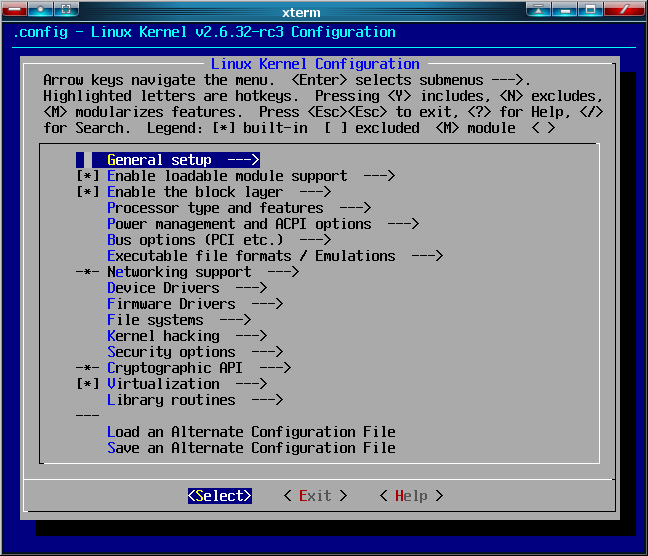 xterm
.config - Linux Kernel v2.6.32-rc3 Configuration
Linux Kernel Configuration
Arrow keys navigate the menu.  <Enter> selects submenus --->.
Highlighted letters are hotkeys.  Pressing <Y> includes, <N> excludes,
<M> modularizes features.  Press <Esc><Esc> to exit, <?> for Help, </>
for Search.  Legend: [*] built-in  [ ] excluded  <M> module  < >
General setup  --->
[*] Enable loadable module support  --->
[*] Enable the block layer  --->
Processor type and features  --->
Power management and ACPI options  --->
Bus options (PCI etc.)  --->
Executable file formats / Emulations  --->
-*- Networking support  --->
Device Drivers  --->
Firmware Drivers  --->
File systems  --->
Kernel hacking  --->
Security options  --->
-*- Cryptographic API  --->
[*] Virtualization  --->
Library routines  --->
---
Load an Alternate Configuration File
Save an Alternate Configuration File
<Select>    < Exit >    < Help >